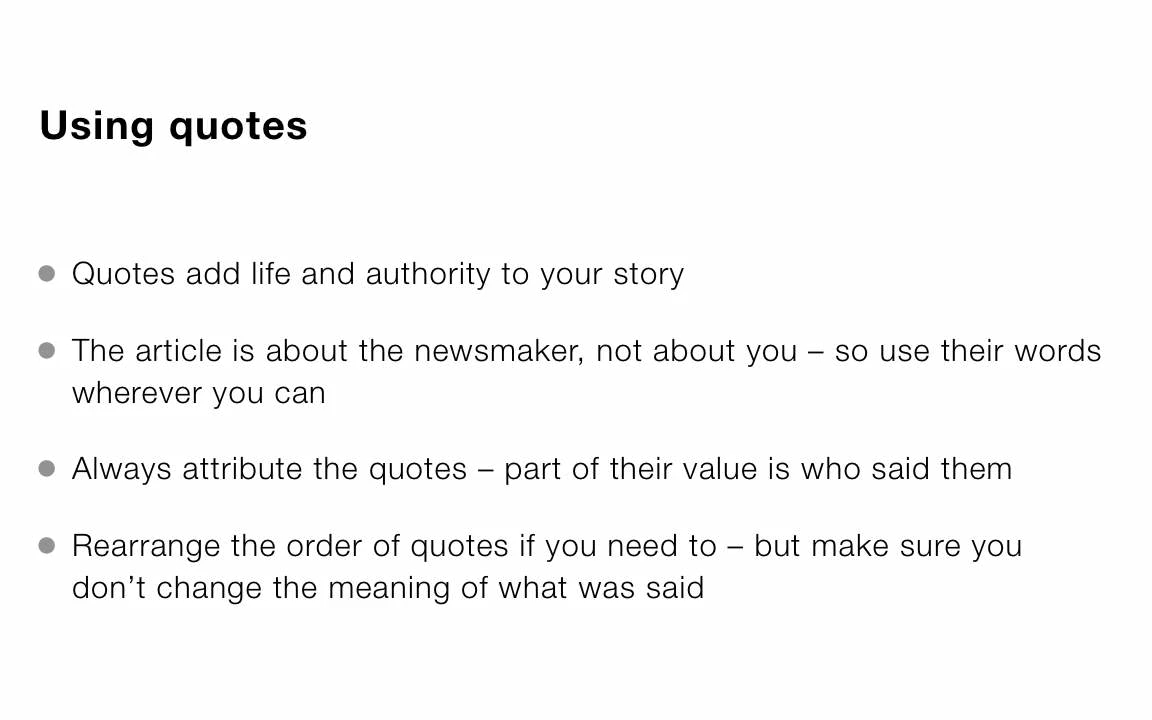 Using quotes
Quotes add life and authority to your story
The article is about the newsmaker, not about you – so use their words
wherever you can
Always attribute the quotes – part of their value is who said them
Rearrange the order of quotes if you need to – but make sure you
don’t change the meaning of what was said